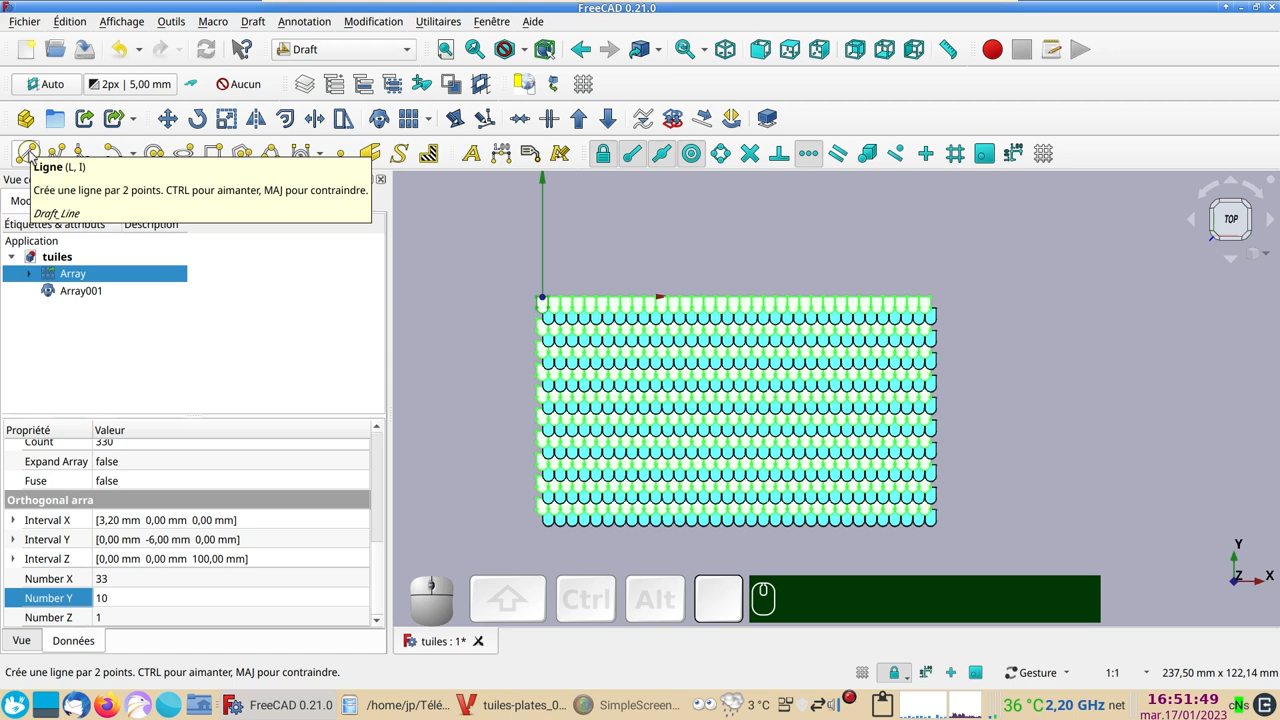 FreeCAD 0.21.0
Fichier Édition Affichage Outils Macro Draft Annotation Modification Utilitaires Fenêtre Aide
Draft
Auto 2px | 5,00 mm Aucun
Ligne (L, I)
Crée une ligne par 2 points. CTRL pour aimanter, MAJ pour contraindre.
Draft_Line
Étiquettes & attributs Description
Application
tuiles
Array
Array001
TOP
Propriété Valeur
Count 330
Expand Array false
Fuse false
Orthogonal arra
Interval X [3,20 mm 0,00 mm 0,00 mm]
Interval Y [0,00 mm -6,00 mm 0,00 mm]
Interval Z [0,00 mm 0,00 mm 100,00 mm]
Number X 33
Number Y 10
Number Z 1
Y
Z X
Ctrl Alt
Vue Données
tuiles : 1*
Crée une ligne par 2 points. CTRL pour aimanter, MAJ pour contraindre.
Gesture 1:1 237,50 mm x 122,14 mm
FreeCAD 0.21.0 /home/jp/Télé... tuiles-plates_0... SimpleScreen... 3 °C 36 °C 2,20 GHz net 16:51:49
mar.17/01/2023